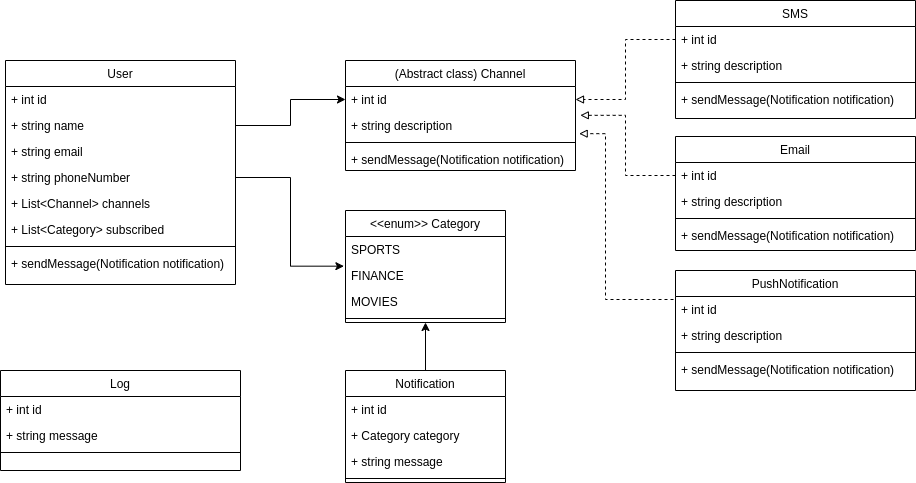 User
+ int id
+ string name
+ string email
+ string phoneNumber
+ List<Channel> channels
+ List<Category> subscribed
+ sendMessage(Notification notification)
(Abstract class) Channel
+ int id
+ string description
+ sendMessage(Notification notification)
<<enum>> Category
SPORTS
FINANCE
MOVIES
SMS
+ int id
+ string description
+ sendMessage(Notification notification)
Email
+ int id
+ string description
+ sendMessage(Notification notification)
PushNotification
+ int id
+ string description
+ sendMessage(Notification notification)
Log
+ int id
+ string message
Notification
+ int id
+ Category category
+ string message